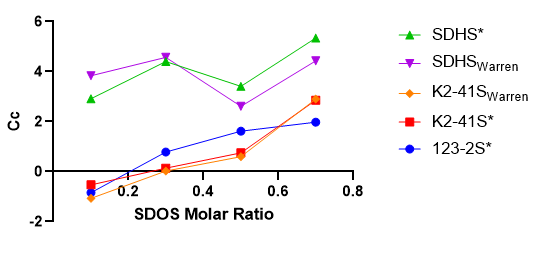 6
4
2
0
-2
Cc
0.2
0.4
0.6
0.8
SDOS Molar Ratio
SDHS*
SDHSWarren
K2-41SWarren
K2-41S*
123-2S*